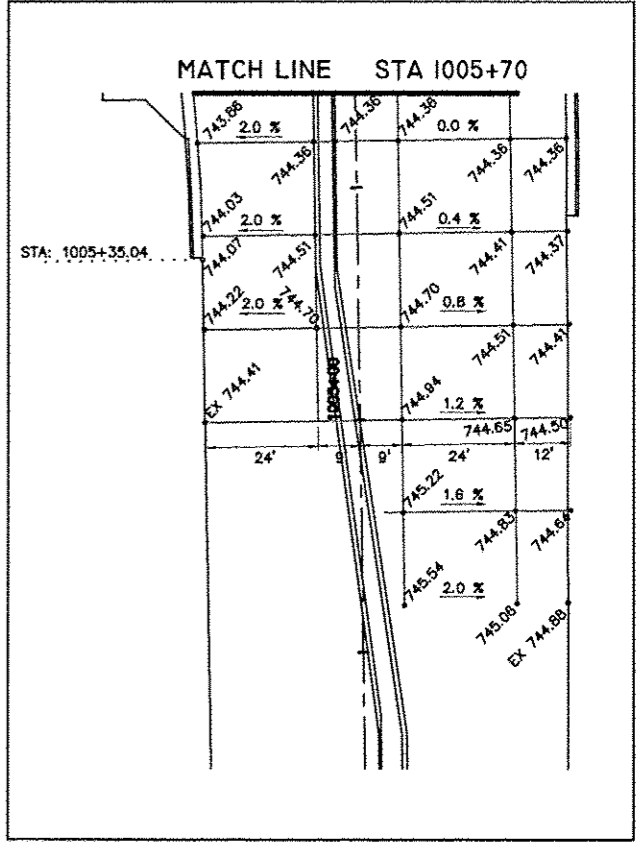 MATCH LINE STA 1005+70
743.86 2.0 % 744.36 744.36 744.36 0.0 % 744.36 744.36
744.03 2.0 % 744.51 744.51 0.4 % 744.41 744.37
STA: 1005+35.04 744.07
744.22 2.0 % 744.70 744.70 0.8 % 744.51 744.41
EX 744.41 744.94 1.2 % 744.65 744.50
24' 9' 9' 24' 12'
745.22 1.6 % 744.83 744.64
745.54 2.0 % 745.06 EX 744.88